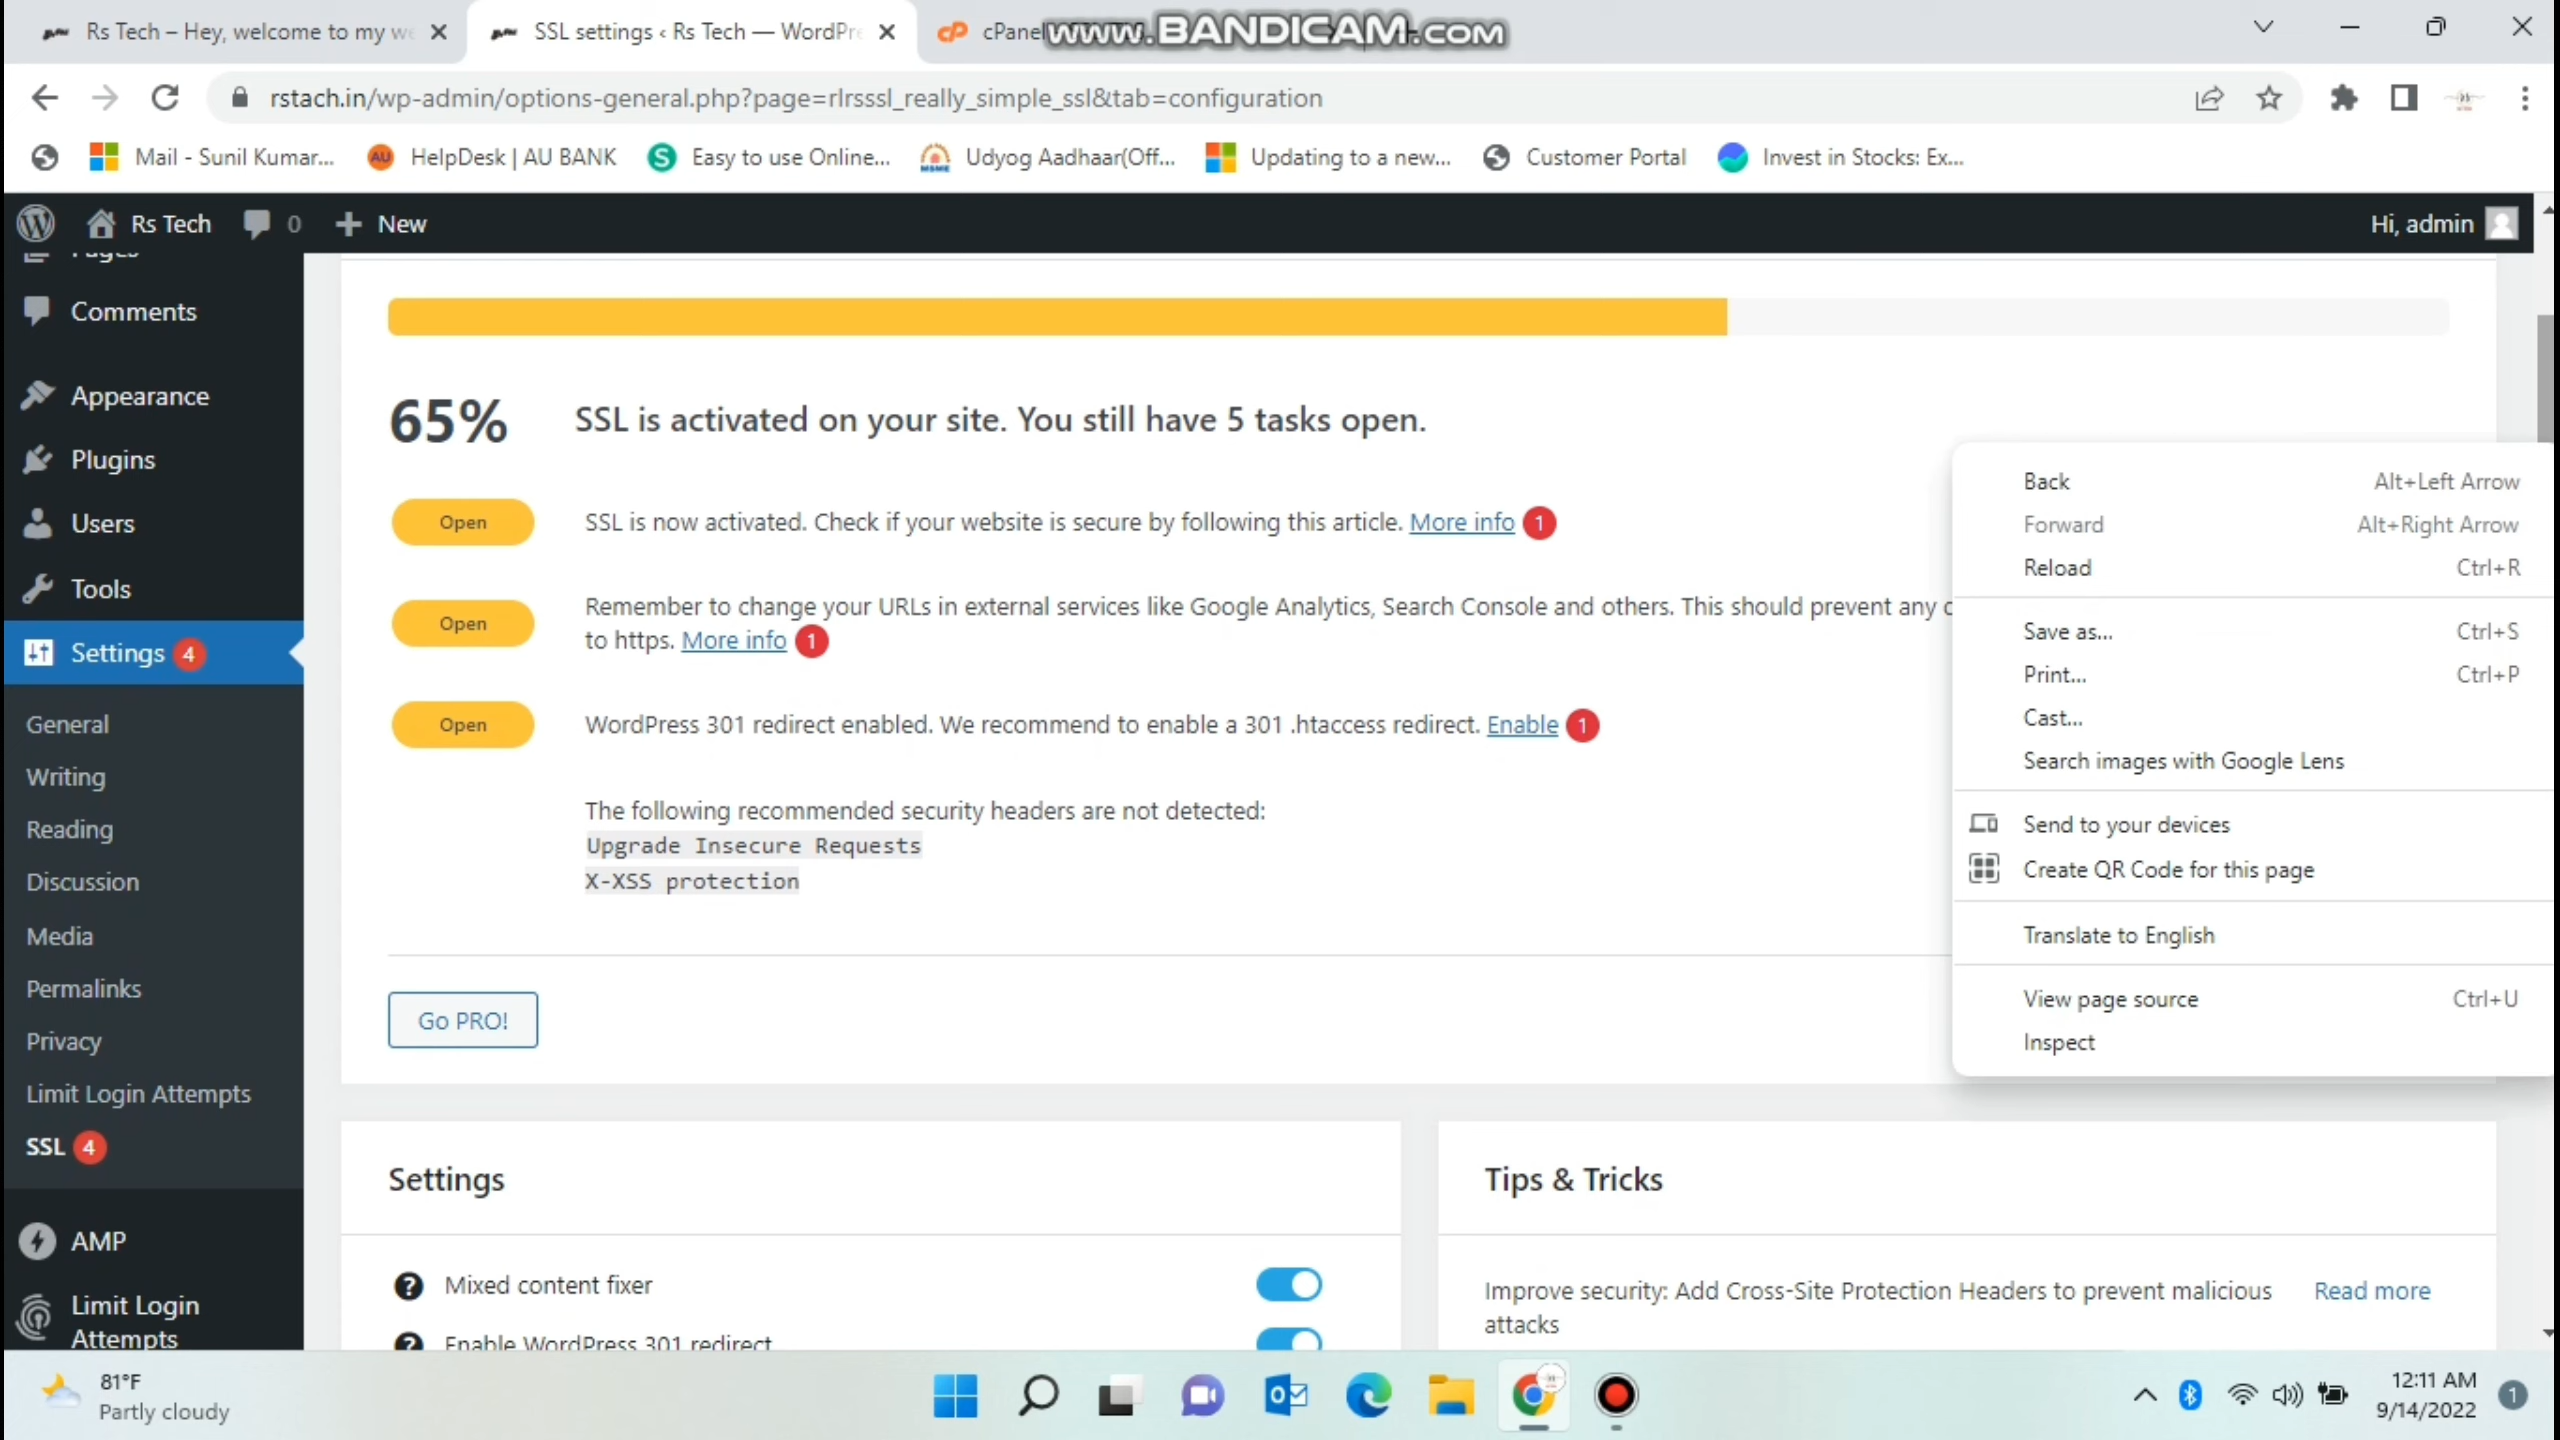 Rs Tech – Hey, welcome to my we
SSL settings ‹ Rs Tech — WordPre
cPanel
www.BANDICAM.com
rstach.in/wp-admin/options-general.php?page=rlrsssl_really_simple_ssl&tab=configuration
Mail - Sunil Kumar...
AU
HelpDesk | AU BANK
S
Easy to use Online...
MSME
Udyog Aadhaar(Off...
Updating to a new...
Customer Portal
Invest in Stocks: Ex...
Rs Tech
0
New
Hi, admin
Pages
Comments
Appearance
Plugins
Users
Tools
Settings 4
General
Writing
Reading
Discussion
Media
Permalinks
Privacy
Limit Login Attempts
SSL 4
AMP
Limit Login
Attempts
65%
SSL is activated on your site. You still have 5 tasks open.
Open
SSL is now activated. Check if your website is secure by following this article. More info 1
Open
Remember to change your URLs in external services like Google Analytics, Search Console and others. This should prevent any
to https. More info 1
Open
WordPress 301 redirect enabled. We recommend to enable a 301 .htaccess redirect. Enable 1
The following recommended security headers are not detected:
Upgrade Insecure Requests
X-XSS protection
Go PRO!
Back Alt+Left Arrow
Forward Alt+Right Arrow
Reload Ctrl+R
Save as... Ctrl+S
Print... Ctrl+P
Cast...
Search images with Google Lens
Send to your devices
Create QR Code for this page
Translate to English
View page source Ctrl+U
Inspect
Settings
Mixed content fixer
Enable WordPress 301 redirect
Tips & Tricks
Improve security: Add Cross-Site Protection Headers to prevent malicious
attacks
Read more
81°F
Partly cloudy
12:11 AM
9/14/2022
1